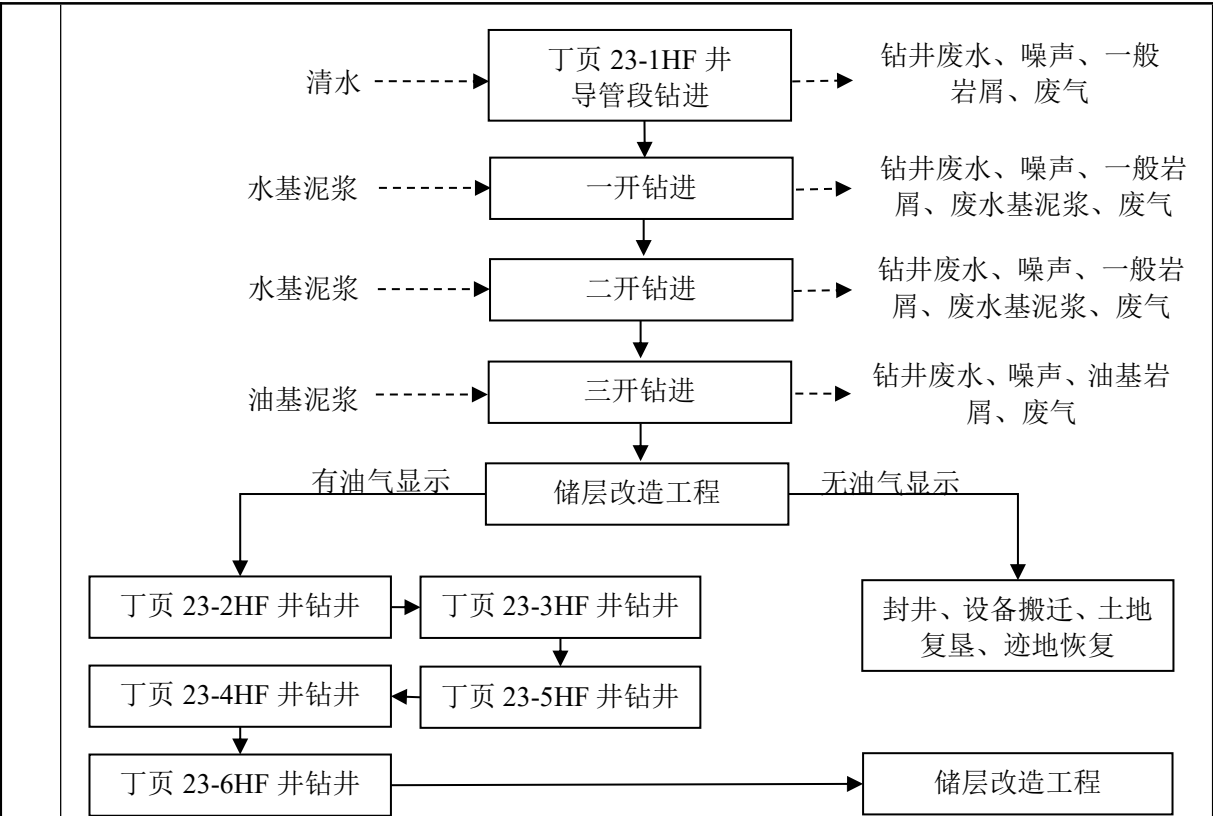 清水
丁页 23-1HF 井
导管段钻进
钻井废水、噪声、一般
岩屑、废气
水基泥浆
一开钻进
钻井废水、噪声、一般岩
屑、废水基泥浆、废气
水基泥浆
二开钻进
钻井废水、噪声、一般岩
屑、废水基泥浆、废气
油基泥浆
三开钻进
钻井废水、噪声、油基岩
屑、废气
有油气显示
储层改造工程
无油气显示
丁页 23-2HF 井钻井
丁页 23-3HF 井钻井
封井、设备搬迁、土地
复垦、迹地恢复
丁页 23-4HF 井钻井
丁页 23-5HF 井钻井
丁页 23-6HF 井钻井
储层改造工程